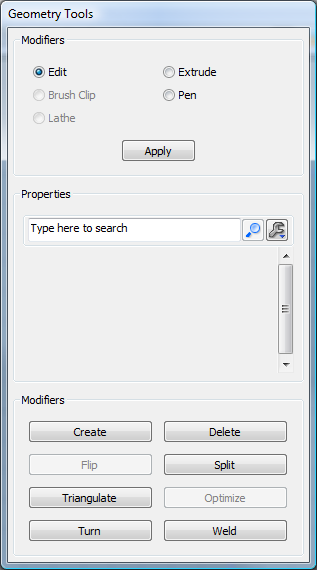 Geometry Tools
Modifiers
Edit Extrude
Brush Clip Pen
Lathe
Apply
Properties
Type here to search
Modifiers
Create Delete
Flip Split
Triangulate Optimize
Turn Weld